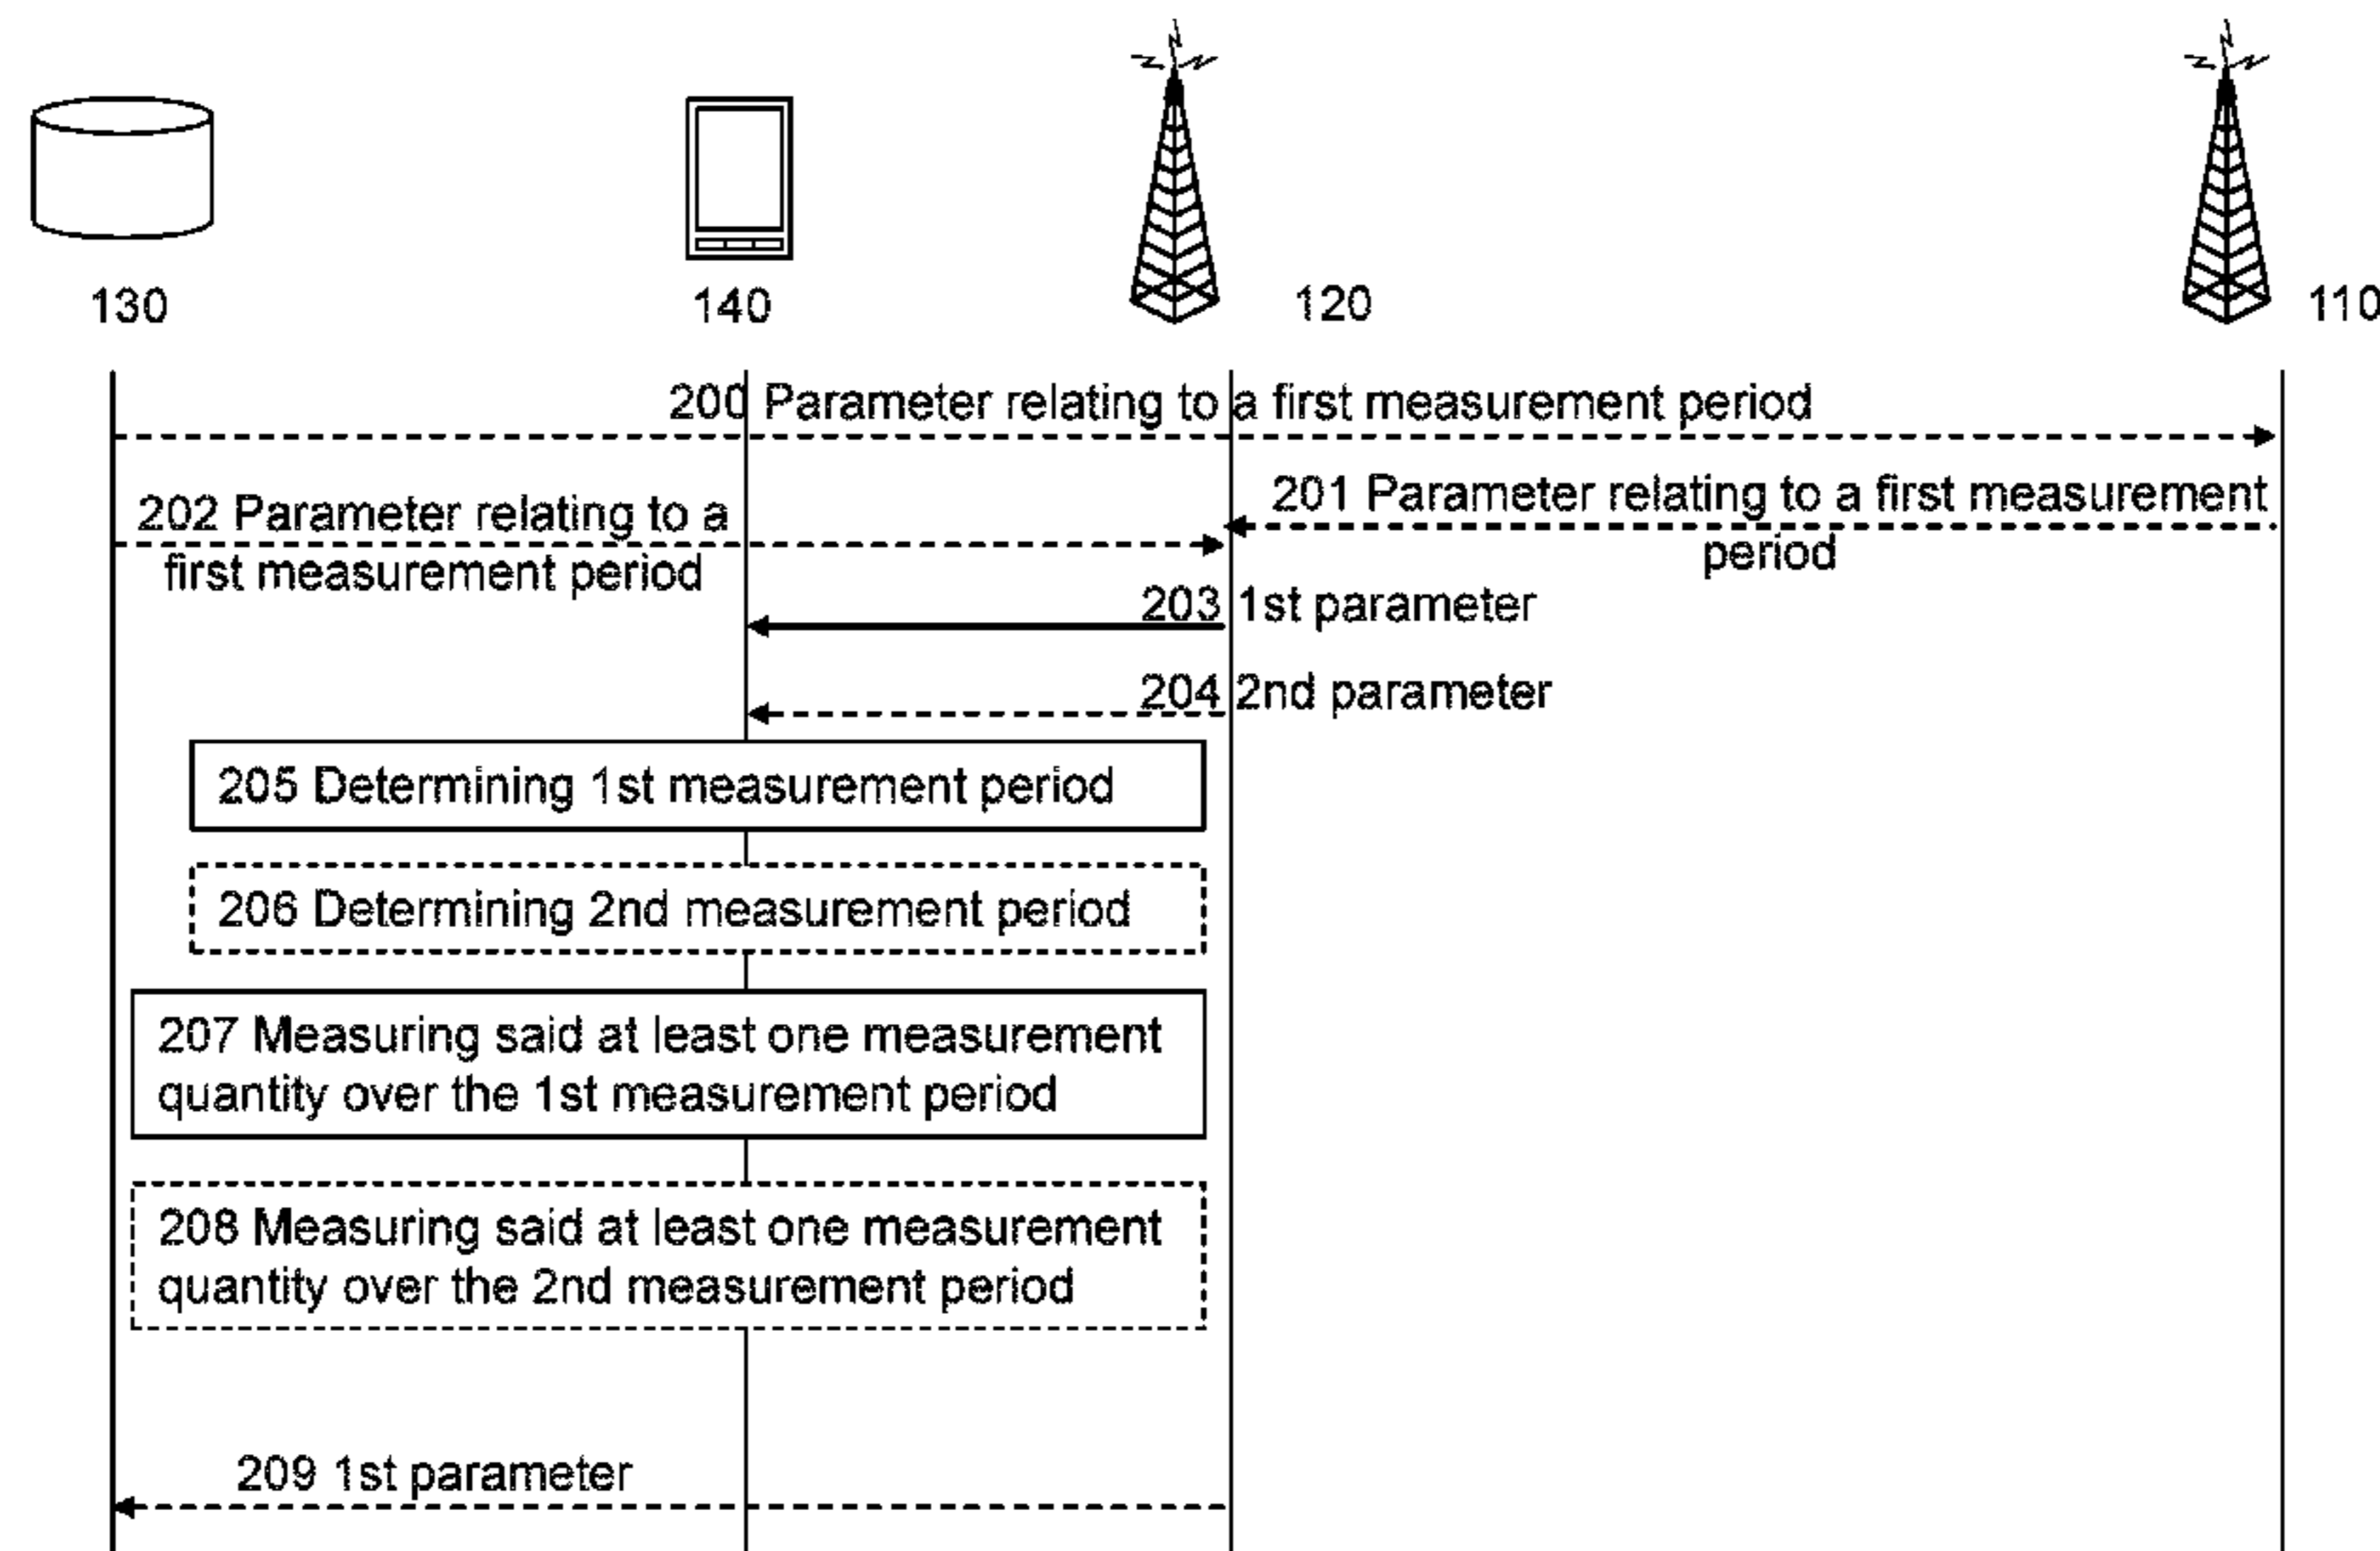 130
140
120
110
200 Parameter relating to a first measurement period
201 Parameter relating to a first measurement
period
202 Parameter relating to a
first measurement period
203 1st parameter
204 2nd parameter
205 Determining 1st measurement period
206 Determining 2nd measurement period
207 Measuring said at least one measurement
quantity over the 1st measurement period
208 Measuring said at least one measurement
quantity over the 2nd measurement period
209 1st parameter